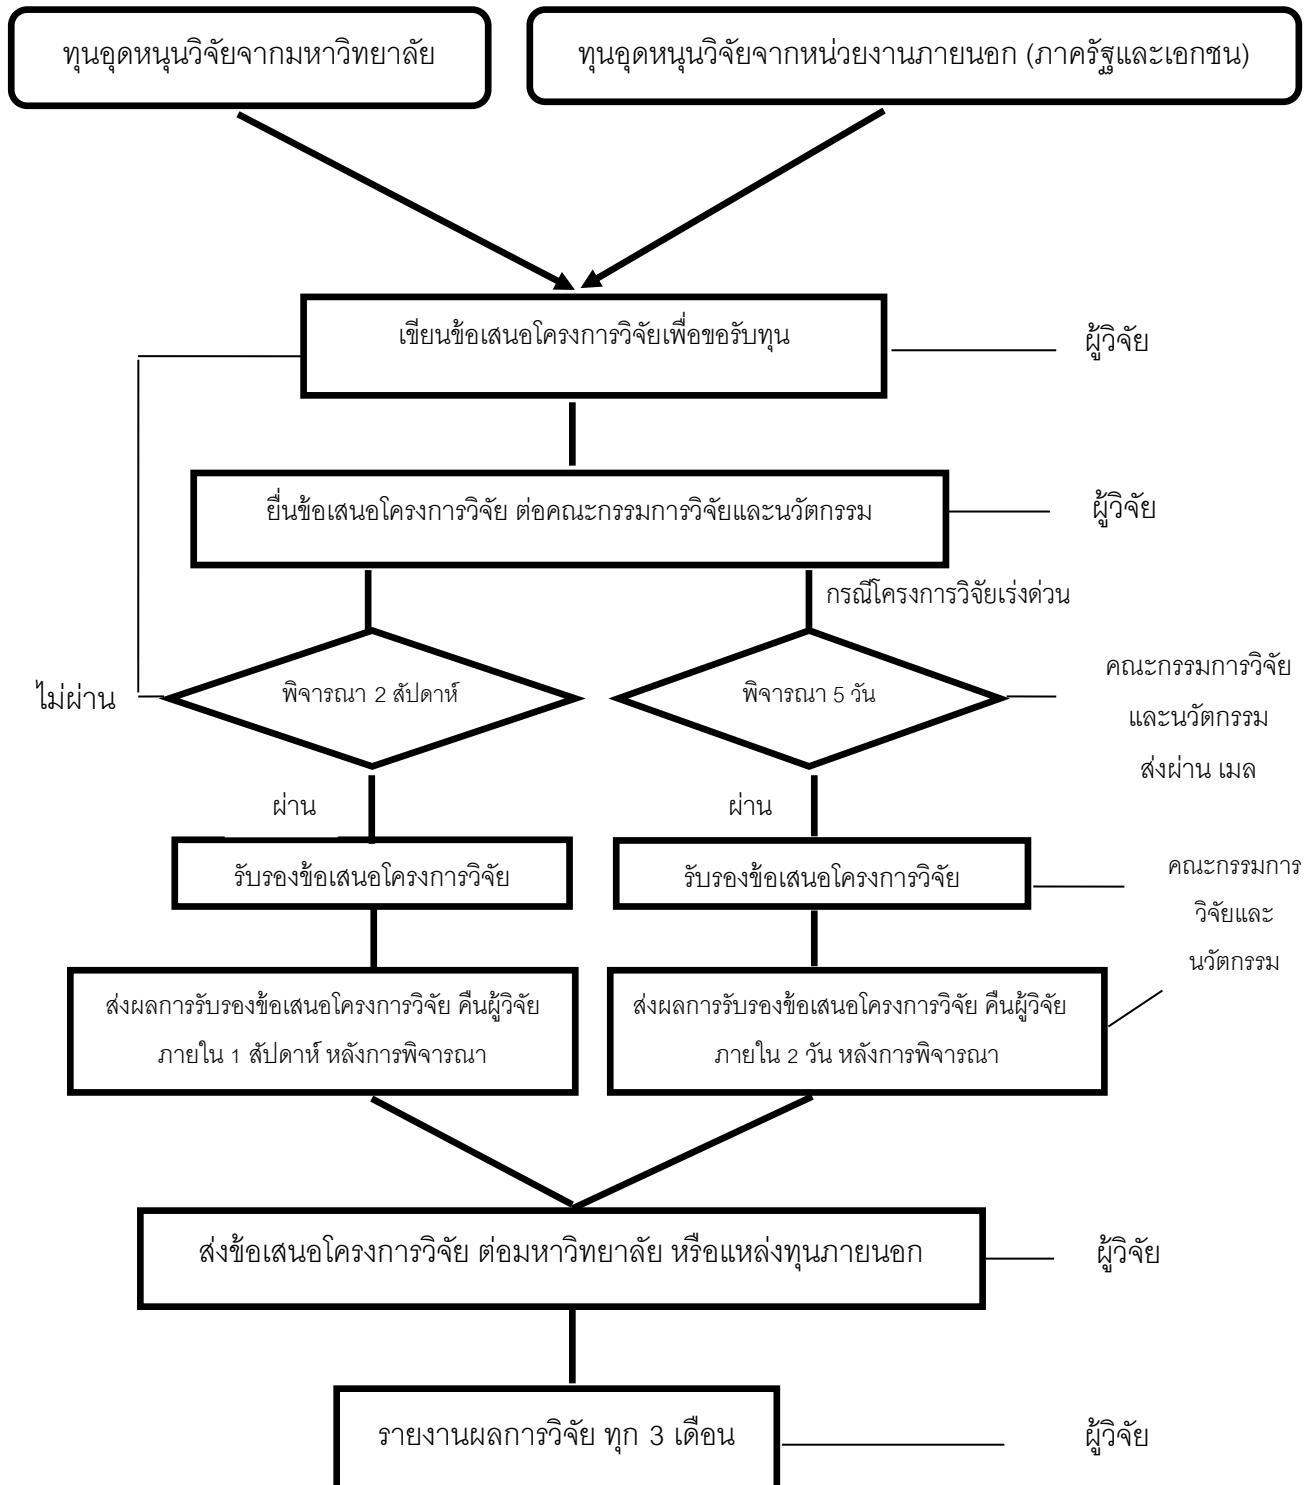 ทุนอุดหนุนวิจัยจากมหาวิทยาลัย
ทุนอุดหนุนวิจัยจากหน่วยงานภายนอก (ภาครัฐและเอกชน)
เขียนข้อเสนอโครงการวิจัยเพื่อขอรับทุน
ผู้วิจัย
ยื่นข้อเสนอโครงการวิจัย ต่อคณะกรรมการวิจัยและนวัตกรรม
ผู้วิจัย
กรณีโครงการวิจัยเร่งด่วน
ไม่ผ่าน
พิจารณา 2 สัปดาห์
พิจารณา 5 วัน
คณะกรรมการวิจัย
และนวัตกรรม
ส่งผ่าน เมล
ผ่าน
ผ่าน
รับรองข้อเสนอโครงการวิจัย
รับรองข้อเสนอโครงการวิจัย
คณะกรรมการ
วิจัยและ
นวัตกรรม
ส่งผลการรับรองข้อเสนอโครงการวิจัย คืนผู้วิจัย
ภายใน 1 สัปดาห์ หลังการพิจารณา
ส่งผลการรับรองข้อเสนอโครงการวิจัย คืนผู้วิจัย
ภายใน 2 วัน หลังการพิจารณา
ส่งข้อเสนอโครงการวิจัย ต่อมหาวิทยาลัย หรือแหล่งทุนภายนอก
ผู้วิจัย
รายงานผลการวิจัย ทุก 3 เดือน
ผู้วิจัย